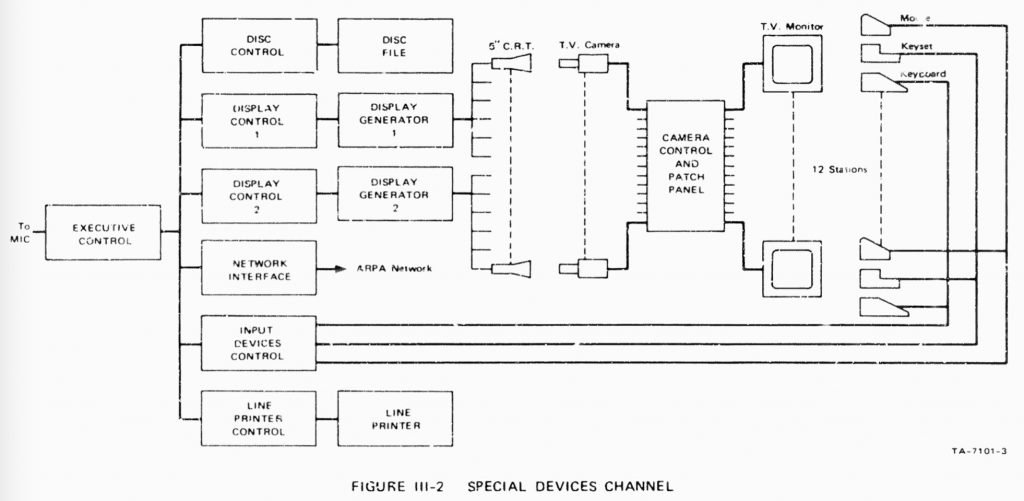 DISC
CONTROL
DISC
FILE
5" C.R.T.
T.V. Camera
T.V. Monitor
Keyset
Keyboard
DISPLAY
CONTROL
1
DISPLAY
GENERATOR
1
CAMERA
CONTROL
AND
PATCH
PANEL
12 Stations
DISPLAY
CONTROL
2
DISPLAY
GENERATOR
2
To
MIC
EXECUTIVE
CONTROL
NETWORK
INTERFACE
ARPA Network
INPUT
DEVICES
CONTROL
LINE
PRINTER
CONTROL
LINE
PRINTER
TA-7101-3
FIGURE III-2 SPECIAL DEVICES CHANNEL